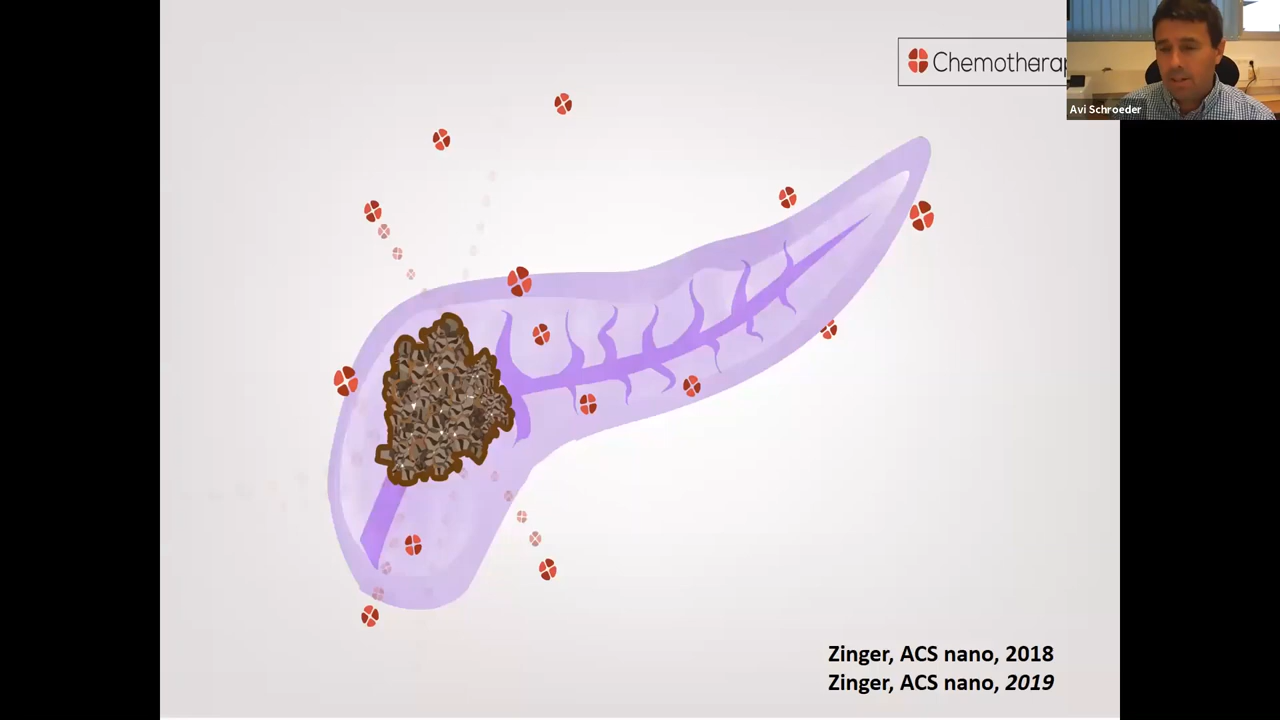 Chemotherap
Avi Schroeder
Zinger, ACS nano, 2018
Zinger, ACS nano, 2019